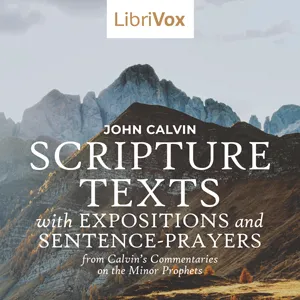 LibriVox
JOHN CALVIN
SCRIPTURE
TEXTS
with EXPOSITIONS and
SENTENCE-PRAYERS
from Calvin's Commentaries
on the Minor Prophets